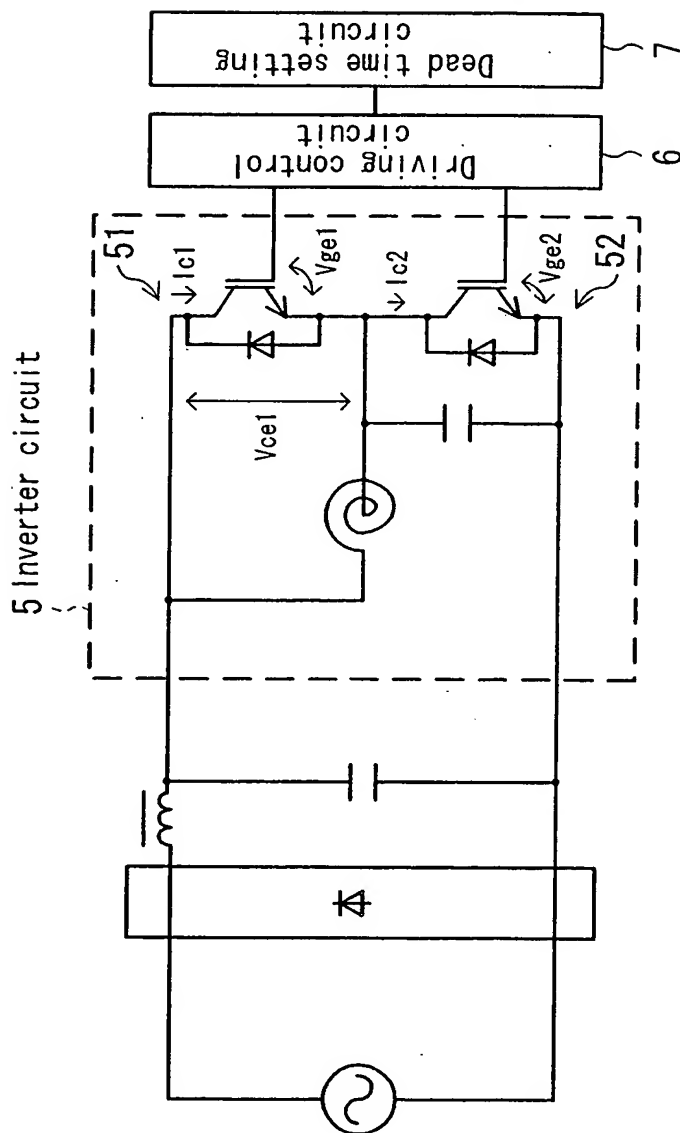 5 Inverter circuit
51
Ic1
Vge1
Vce1
Ic2
Vge2
52
Driving control
circuit
6
Dead time setting
circuit
7